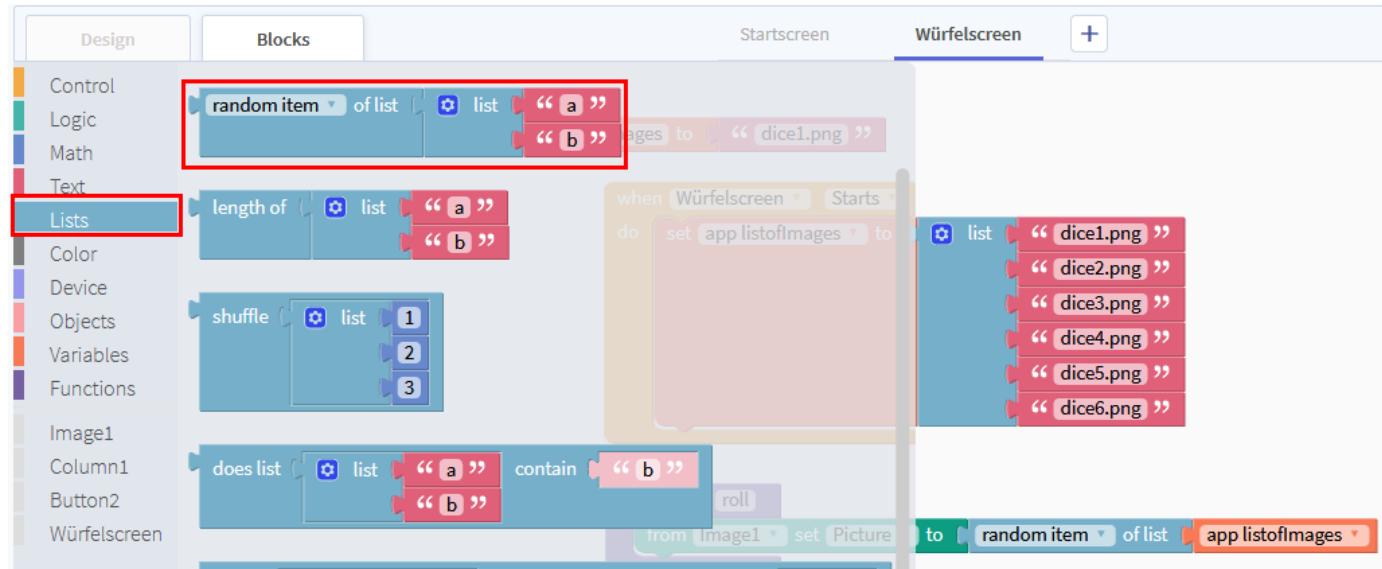 Design Blocks Startscreen Würfelscreen +
Control
Logic
Math
Text
Lists
Color
Device
Objects
Variables
Functions
Image1
Column1
Button2
Würfelscreen
random item ▾ of list list “ a ”
“ b ”
length of list “ a ”
“ b ”
shuffle list 1
2
3
does list list “ a ” contain “ b ”
“ b ”
ages to “ dice1.png ”
when Würfelscreen ▾ Starts
do set app listofImages ▾ to list “ dice1.png ”
“ dice2.png ”
“ dice3.png ”
“ dice4.png ”
“ dice5.png ”
“ dice6.png ”
roll
from Image1 ▾ set Picture to random item ▾ of list app listofImages ▾